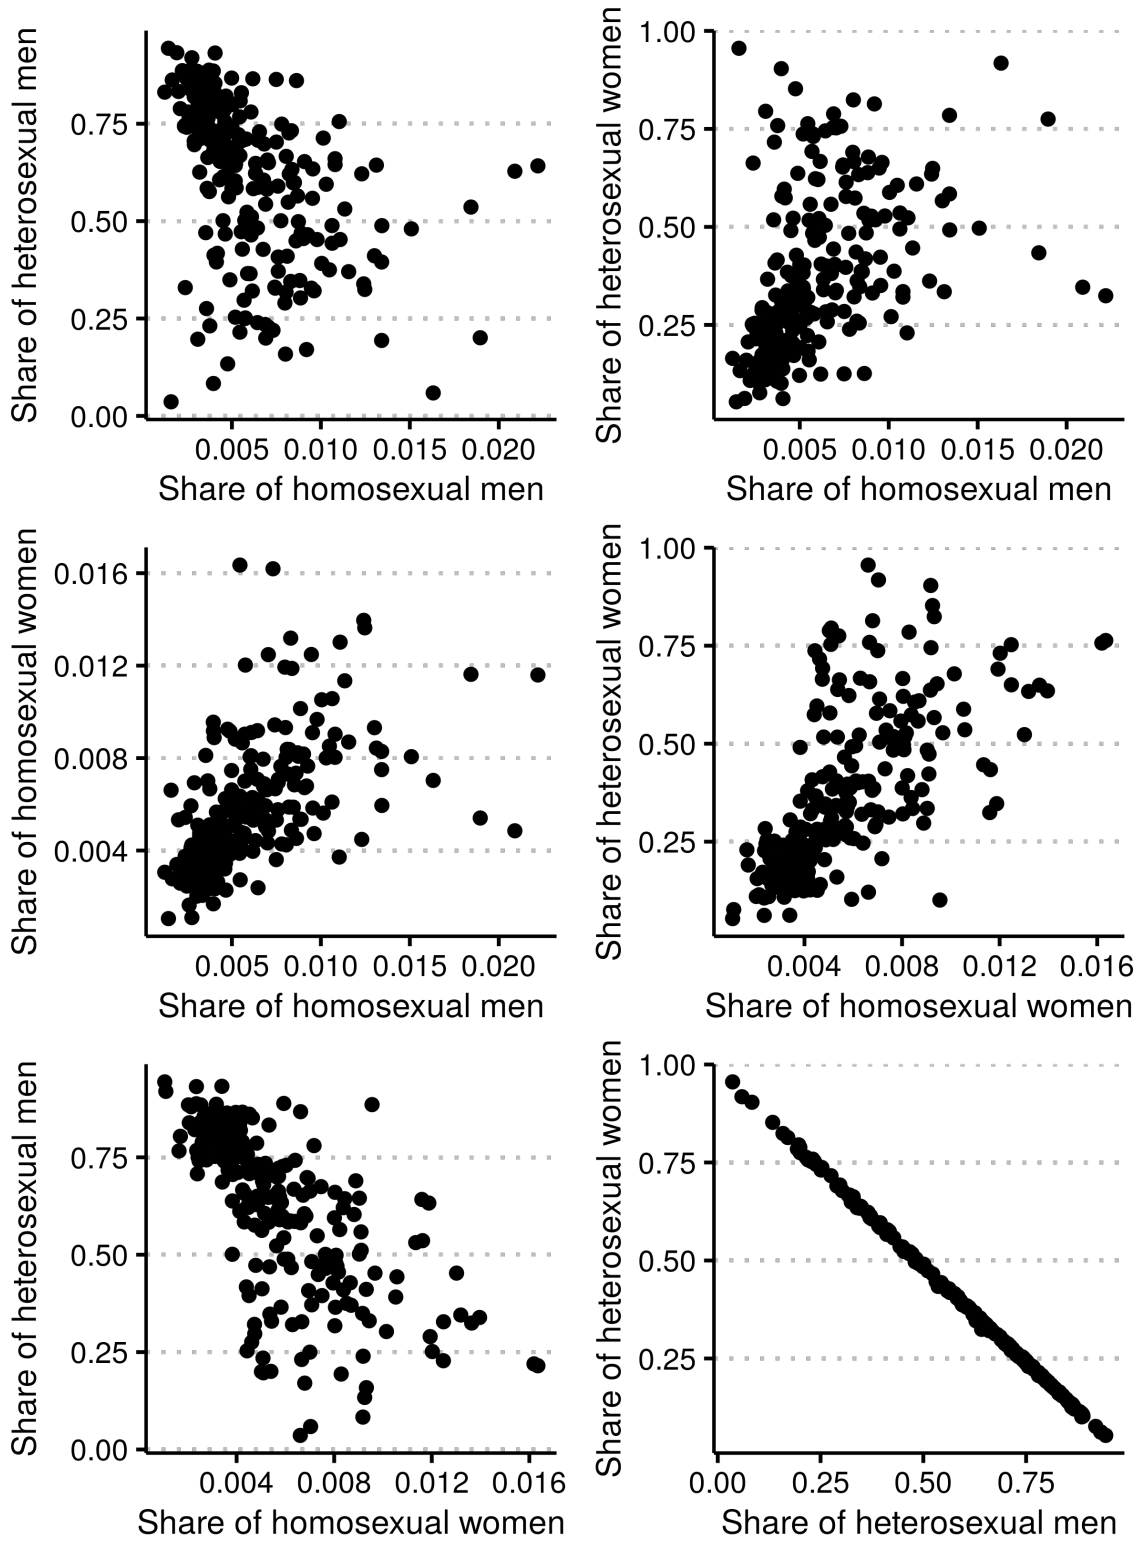 Share of heterosexual men
0.75
0.50
0.25
0.00
0.005 0.010 0.015 0.020
Share of homosexual men
Share of heterosexual women
1.00
0.75
0.50
0.25
0.005 0.010 0.015 0.020
Share of homosexual men
Share of homosexual women
0.016
0.012
0.008
0.004
0.005 0.010 0.015 0.020
Share of homosexual men
Share of heterosexual women
1.00
0.75
0.50
0.25
0.004 0.008 0.012 0.016
Share of homosexual women
Share of heterosexual men
0.75
0.50
0.25
0.00
0.004 0.008 0.012 0.016
Share of homosexual women
Share of heterosexual women
1.00
0.75
0.50
0.25
0.00 0.25 0.50 0.75
Share of heterosexual men